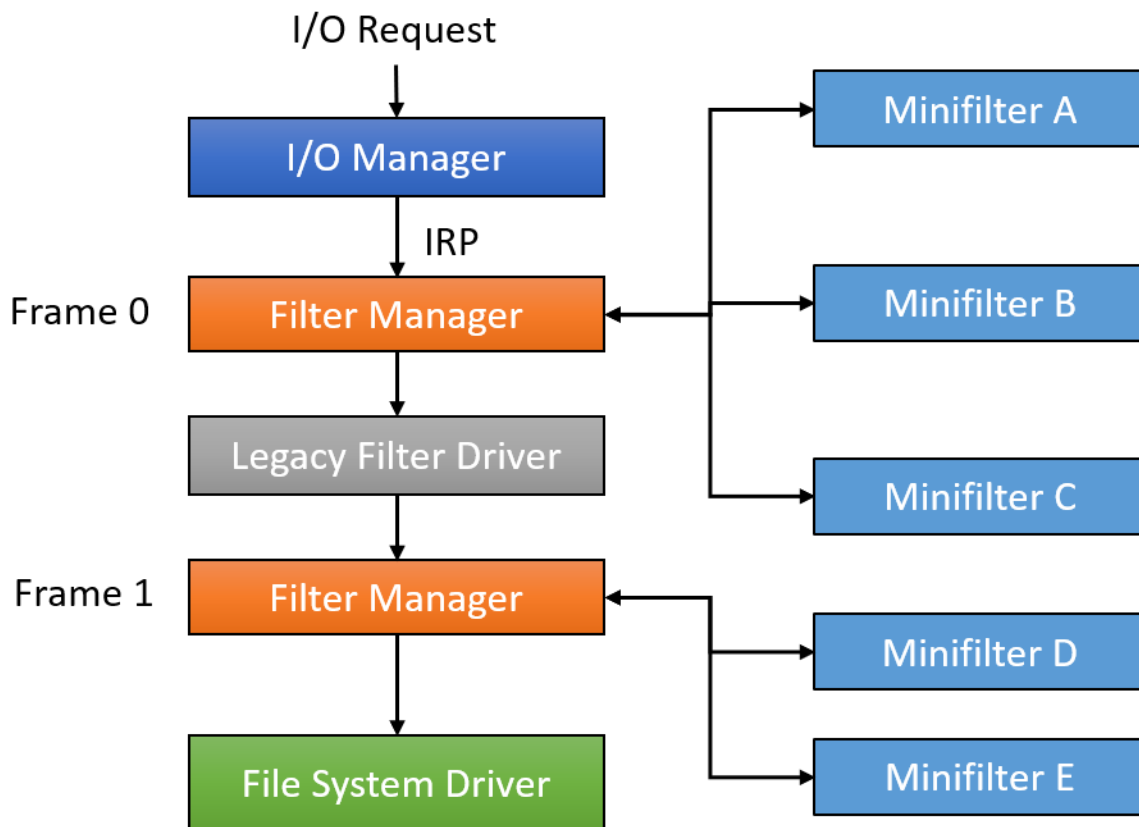 I/O Request
I/O Manager
IRP
Frame 0
Filter Manager
Legacy Filter Driver
Frame 1
Filter Manager
File System Driver
Minifilter A
Minifilter B
Minifilter C
Minifilter D
Minifilter E